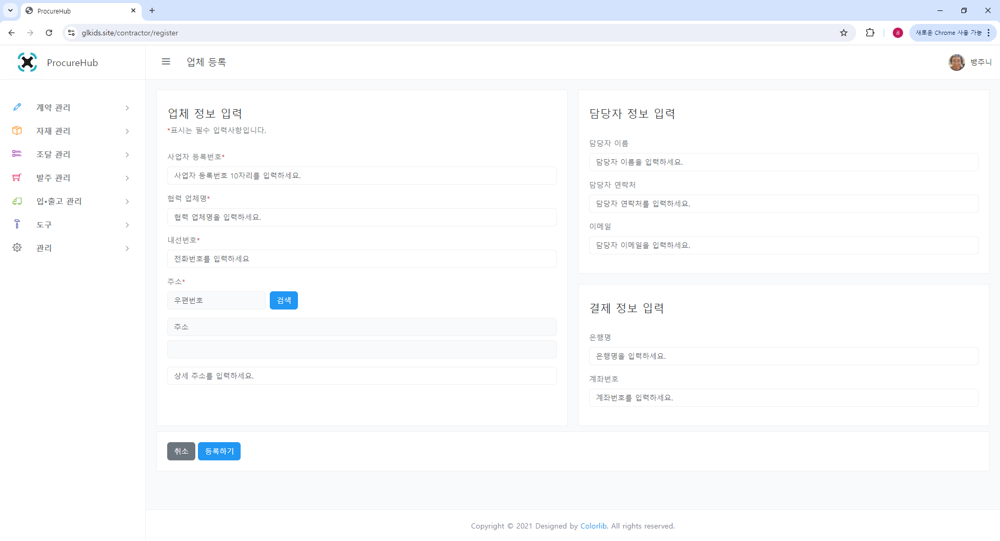 ProcureHub
glkids.site/contractor/register
새로운 Chrome 사용 가능
ProcureHub
업체 등록
뱅주니
계약 관리
자재 관리
조달 관리
발주 관리
입•출고 관리
도구
관리
업체 정보 입력
*표시는 필수 입력사항입니다.
사업자 등록번호*
사업자 등록번호 10자리를 입력하세요.
협력 업체명*
협력 업체명을 입력하세요.
내선번호*
전화번호를 입력하세요
주소*
우편번호
검색
주소
상세 주소를 입력하세요.
담당자 정보 입력
담당자 이름
담당자 이름을 입력하세요.
담당자 연락처
담당자 연락처를 입력하세요.
이메일
담당자 이메일을 입력하세요.
결제 정보 입력
은행명
은행명을 입력하세요.
계좌번호
계좌번호를 입력하세요.
취소 등록하기
Copyright © 2021 Designed by Colorlib. All rights reserved.